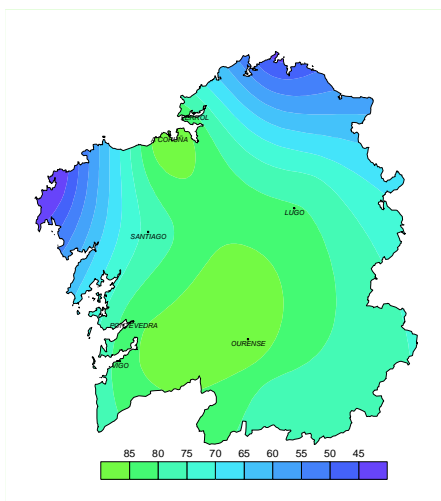 FERROL
CORUÑA
LUGO
SANTIAGO
PONTEVEDRA
OURENSE
VIGO
85 80 75 70 65 60 55 50 45